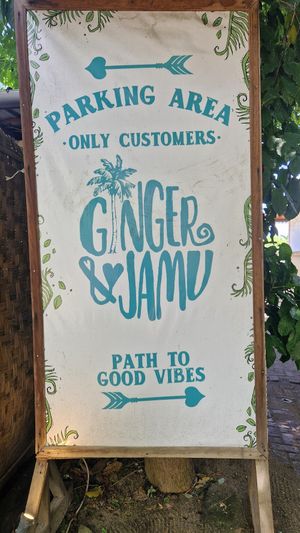 PARKING AREA
· ONLY CUSTOMERS ·
GINGER
& JAMU
PATH TO
GOOD VIBES